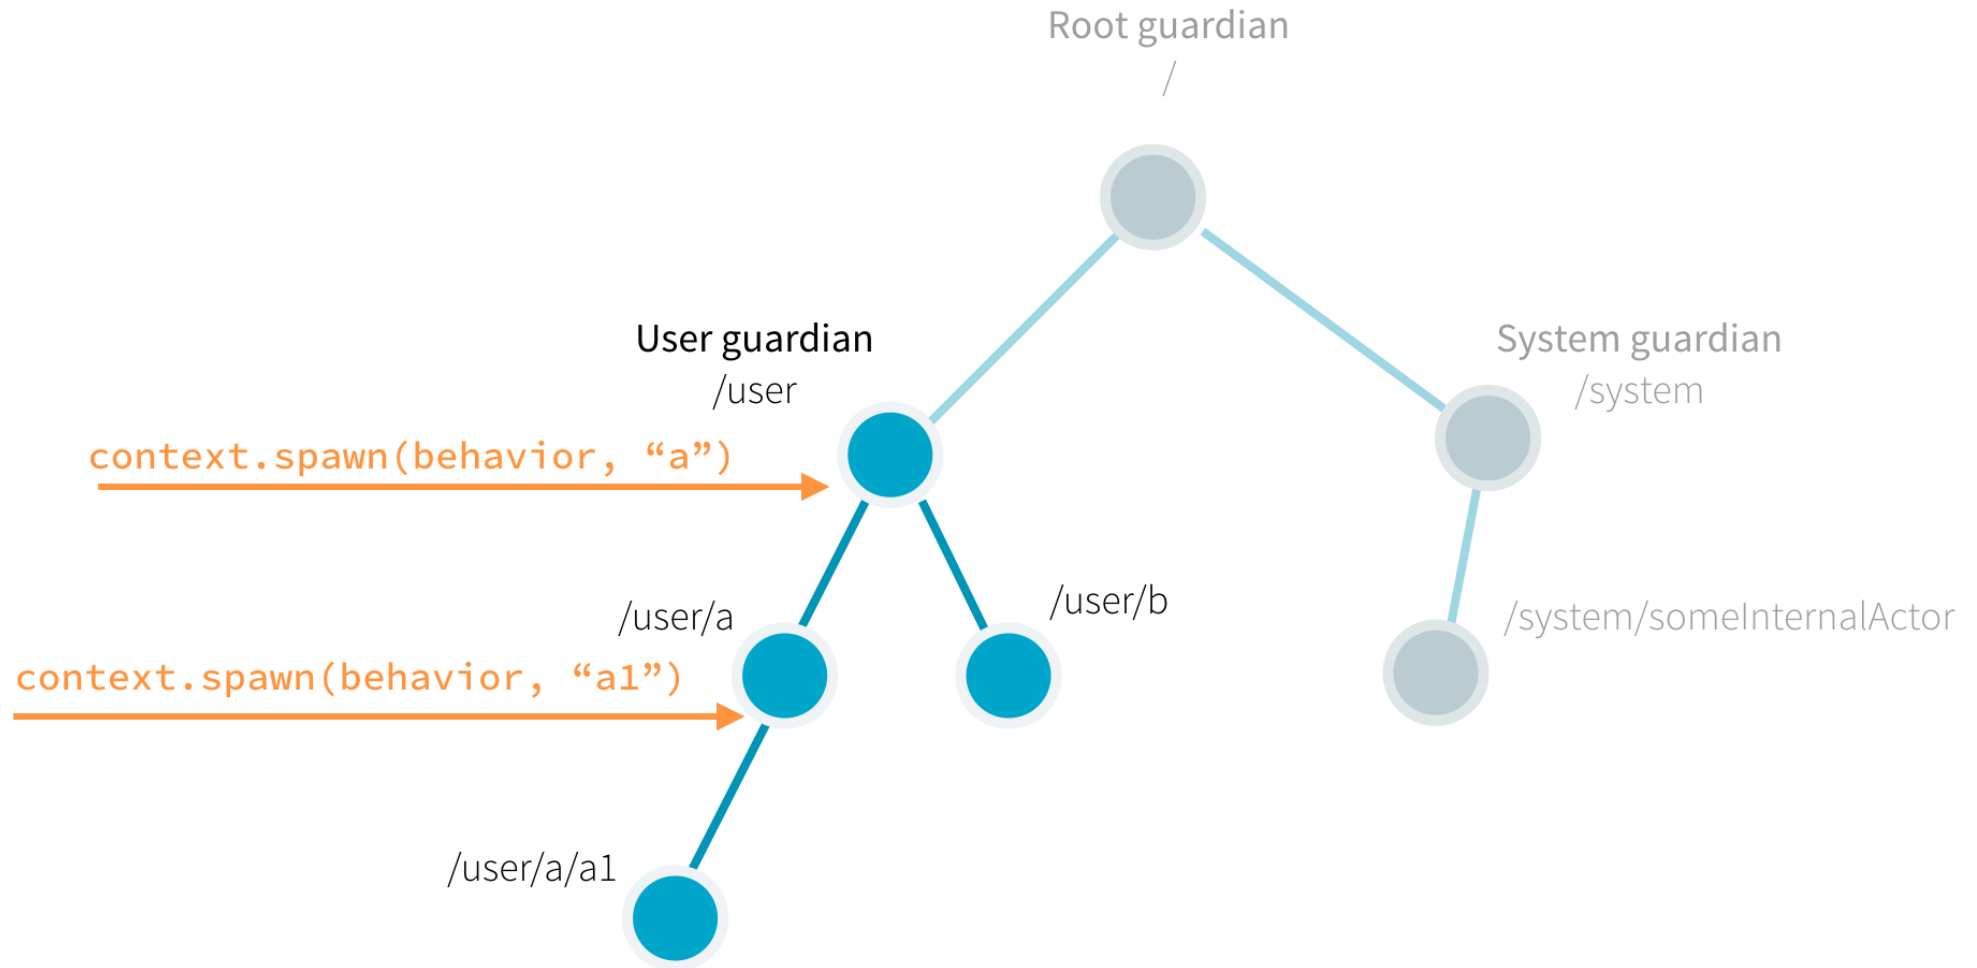 Root guardian
/
User guardian
/user
System guardian
/system
context.spawn(behavior, “a”)
/user/a
/user/b
/system/someInternalActor
context.spawn(behavior, “a1”)
/user/a/a1